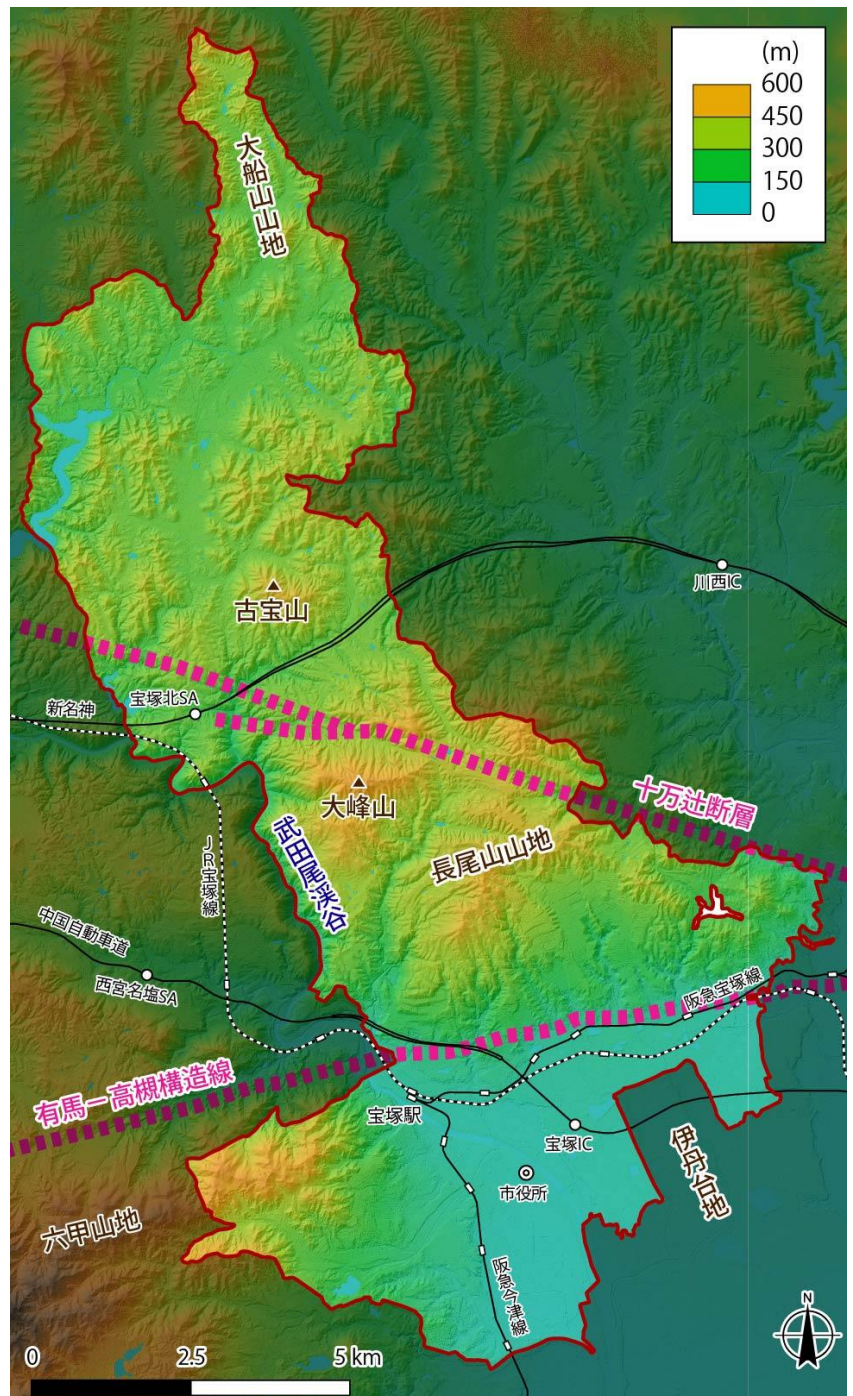 (m)
600
450
300
150
0
大船山山地
川西IC
古宝山
宝塚北SA
新名神
十万辻断層
大峰山
長尾山山地
武田尾渓谷
JR宝塚線
中国自動車道
西宮名塩SA
阪急宝塚線
有馬－高槻構造線
宝塚駅
宝塚IC
伊丹台地
市役所
六甲山地
阪急今津線
N
0 2.5 5 km